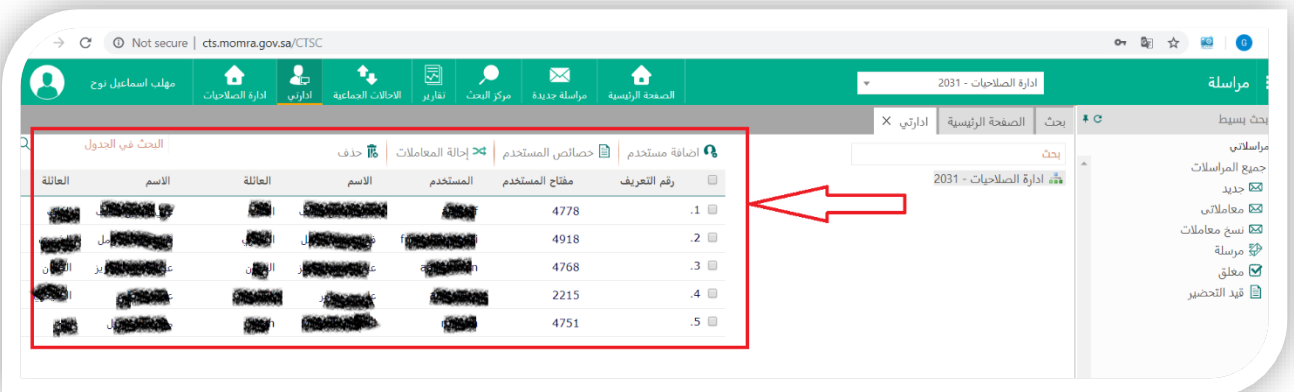 Not secure | cts.momra.gov.sa/CTSC
G
مراسلة
ادارة الصلاحيات - 2031
الصفحة الرئيسية
مراسلة جديدة
مركز البحث
تقارير
الاحالات الجماعية
ادارتي
ادارة الصلاحيات
مهلب اسماعيل نوح
بحث بسيط
بحث
الصفحة الرئيسية
ادارتي X
مراسلاتي
جميع المراسلات
جديد
معاملاتي
نسخ معاملات
مرسلة
معلق
قيد التحضير
بحث
ادارة الصلاحيات - 2031
اضافة مستخدم | خصائص المستخدم | إحالة المعاملات | حذف
البحث في الجدول
رقم التعريف مفتاح المستخدم المستخدم الاسم العائلة الاسم العائلة
1. 4778
2. 4918
3. 4768
4. 2215
5. 4751